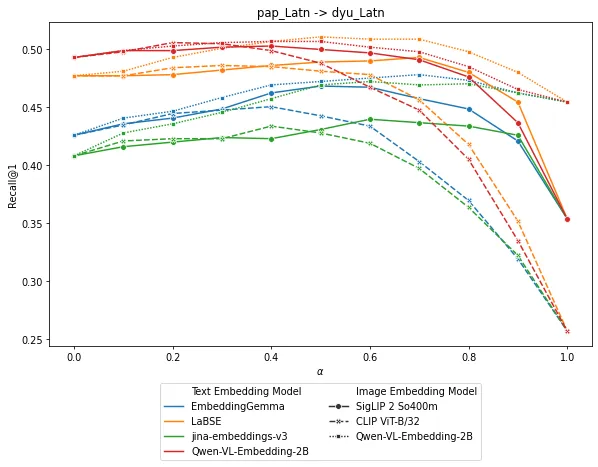 pap_Latn -> dyu_Latn
Recall@1
0.50
0.45
0.40
0.35
0.30
0.25
0.0
0.2
0.4
0.6
0.8
1.0
α
Text Embedding Model
EmbeddingGemma
LaBSE
jina-embeddings-v3
Qwen-VL-Embedding-2B
Image Embedding Model
SigLIP 2 So400m
CLIP ViT-B/32
Qwen-VL-Embedding-2B